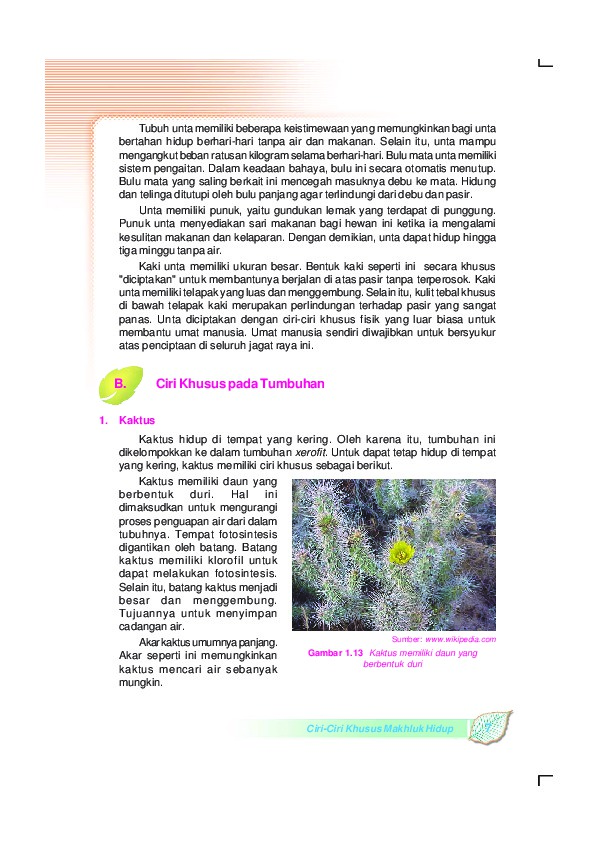 Tubuh unta memiliki beberapa keistimewaan yang memungkinkan bagi unta
bertahan hidup berhari-hari tanpa air dan makanan. Selain itu, unta mampu
mengangkut beban ratusan kilogram selama berhari-hari. Bulu mata unta memiliki
sistem pengaitan. Dalam keadaan bahaya, bulu ini secara otomatis menutup.
Bulu mata yang saling berkait ini mencegah masuknya debu ke mata. Hidung
dan telinga ditutupi oleh bulu panjang agar terlindungi dari debu dan pasir.
Unta memiliki punuk, yaitu gundukan lemak yang terdapat di punggung.
Punuk unta menyediakan sari makanan bagi hewan ini ketika ia mengalami
kesulitan makanan dan kelaparan. Dengan demikian, unta dapat hidup hingga
tiga minggu tanpa air.
Kaki unta memiliki ukuran besar. Bentuk kaki seperti ini secara khusus
"diciptakan" untuk membantunya berjalan di atas pasir tanpa terperosok. Kaki
unta memiliki telapak yang luas dan menggembung. Selain itu, kulit tebal khusus
di bawah telapak kaki merupakan perlindungan terhadap pasir yang sangat
panas. Unta diciptakan dengan ciri-ciri khusus fisik yang luar biasa untuk
membantu umat manusia. Umat manusia sendiri diwajibkan untuk bersyukur
atas penciptaan di seluruh jagat raya ini.
B. Ciri Khusus pada Tumbuhan
1. Kaktus
Kaktus hidup di tempat yang kering. Oleh karena itu, tumbuhan ini
dikelompokkan ke dalam tumbuhan xerofit. Untuk dapat tetap hidup di tempat
yang kering, kaktus memiliki ciri khusus sebagai berikut.
Kaktus memiliki daun yang
berbentuk duri. Hal ini
dimaksudkan untuk mengurangi
proses penguapan air dari dalam
tubuhnya. Tempat fotosintesis
digantikan oleh batang. Batang
kaktus memiliki klorofil untuk
dapat melakukan fotosintesis.
Selain itu, batang kaktus menjadi
besar dan menggembung.
Tujuannya untuk menyimpan
cadangan air.
Akar kaktus umumnya panjang.
Akar seperti ini memungkinkan
kaktus mencari air sebanyak
mungkin.
Sumber: www.wikipedia.com
Gambar 1.13 Kaktus memiliki daun yang
berbentuk duri
Ciri-Ciri Khusus Makhluk Hidup